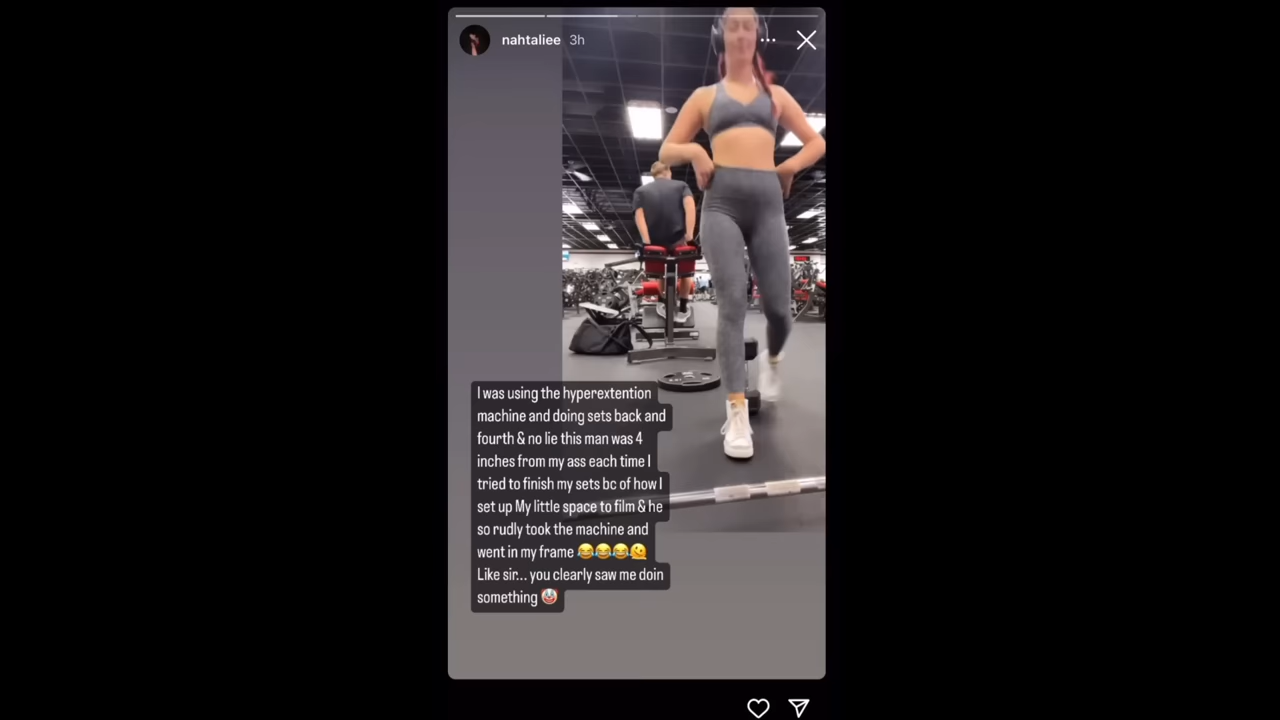 nahtaliee 3h
I was using the hyperextention
machine and doing sets back and
fourth & no lie this man was 4
inches from my ass each time I
tried to finish my sets bc of how I
set up My little space to film & he
so rudly took the machine and
went in my frame 😂😂😂🫠
Like sir... you clearly saw me doin
something 🤡